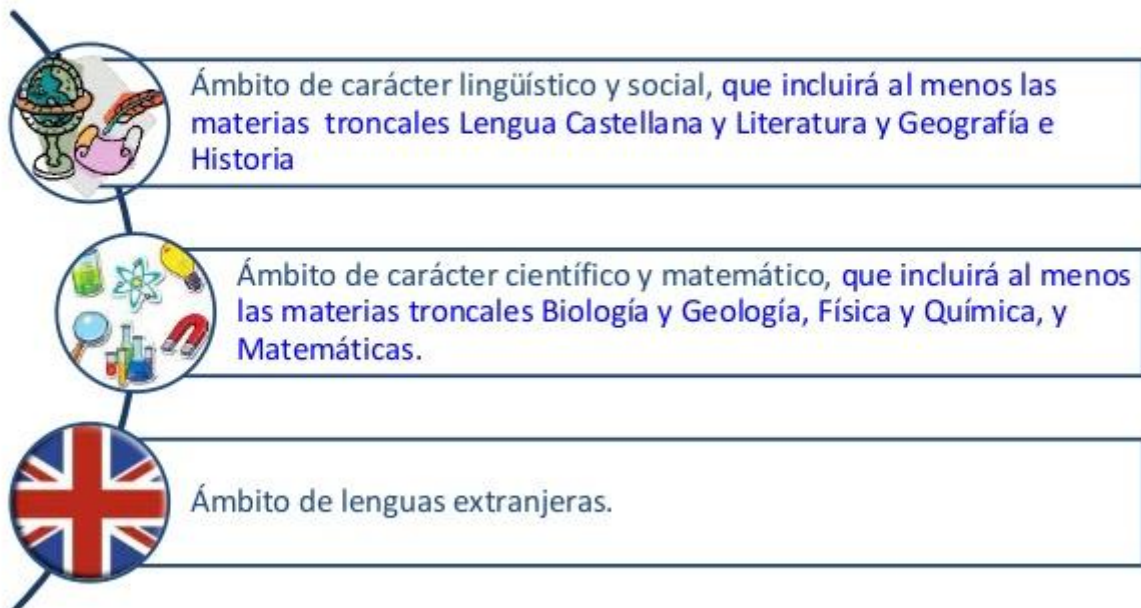 Ámbito de carácter lingüístico y social, que incluirá al menos las
materias troncales Lengua Castellana y Literatura y Geografía e
Historia
Ámbito de carácter científico y matemático, que incluirá al menos
las materias troncales Biología y Geología, Física y Química, y
Matemáticas.
Ámbito de lenguas extranjeras.